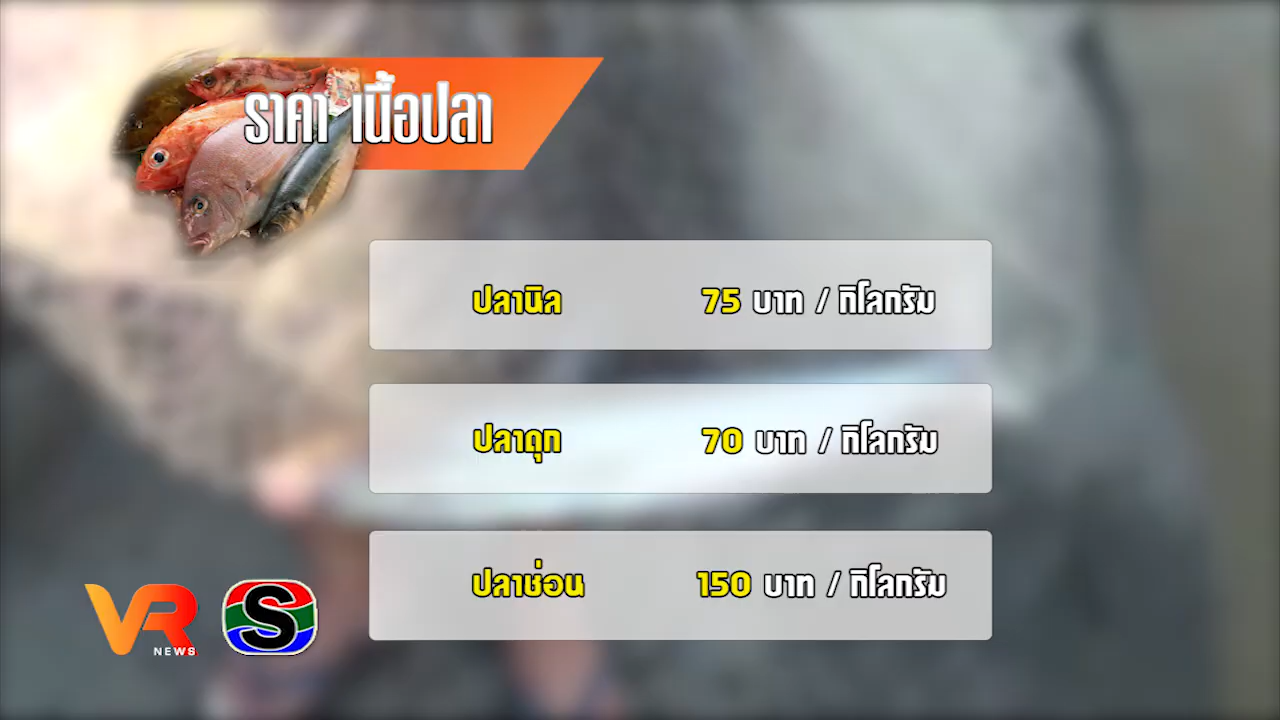 ราคา เนื้อปลา
ปลานิล 75 บาท / กิโลกรัม
ปลาดุก 70 บาท / กิโลกรัม
ปลาช่อน 150 บาท / กิโลกรัม
VR NEWS S